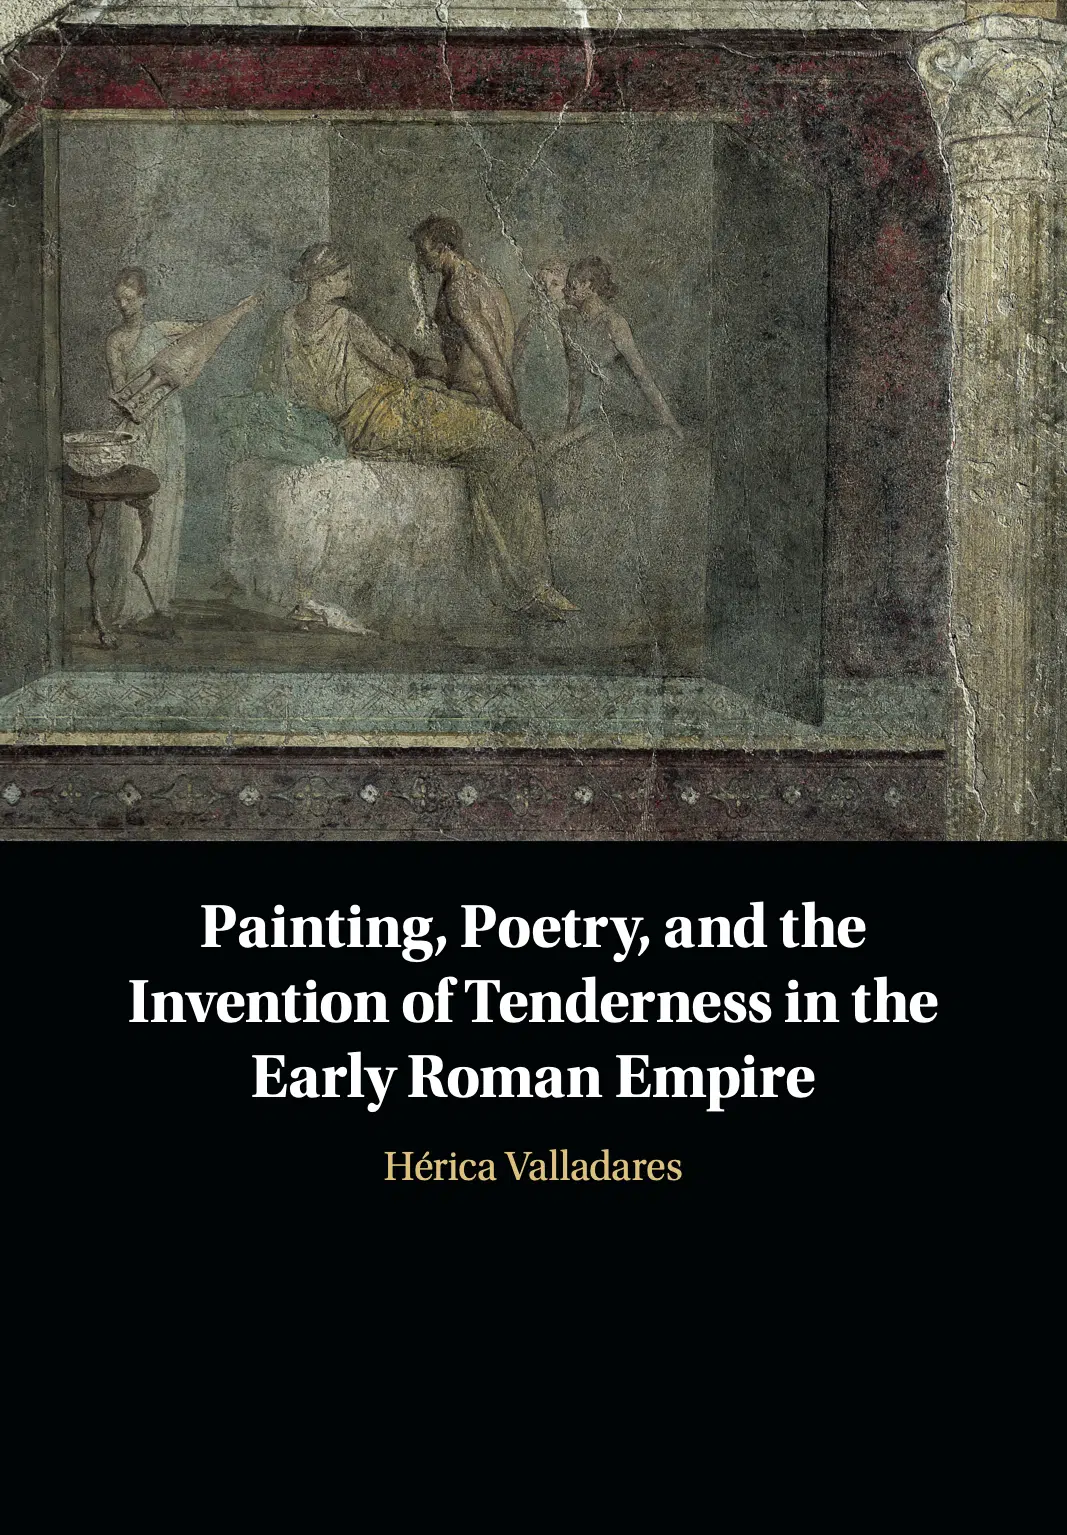 Painting, Poetry, and the
Invention of Tenderness in the
Early Roman Empire
Hérica Valladares